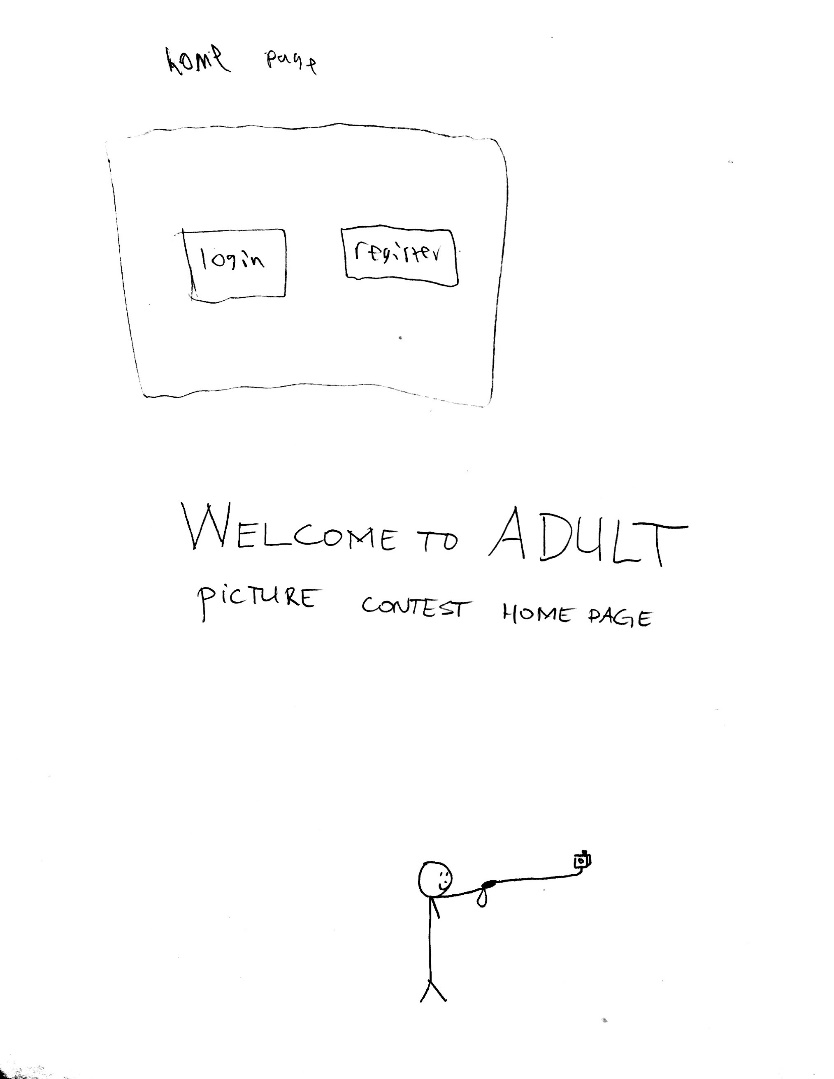 home page
login
register
WELCOME TO ADULT
PICTURE CONTEST HOME PAGE